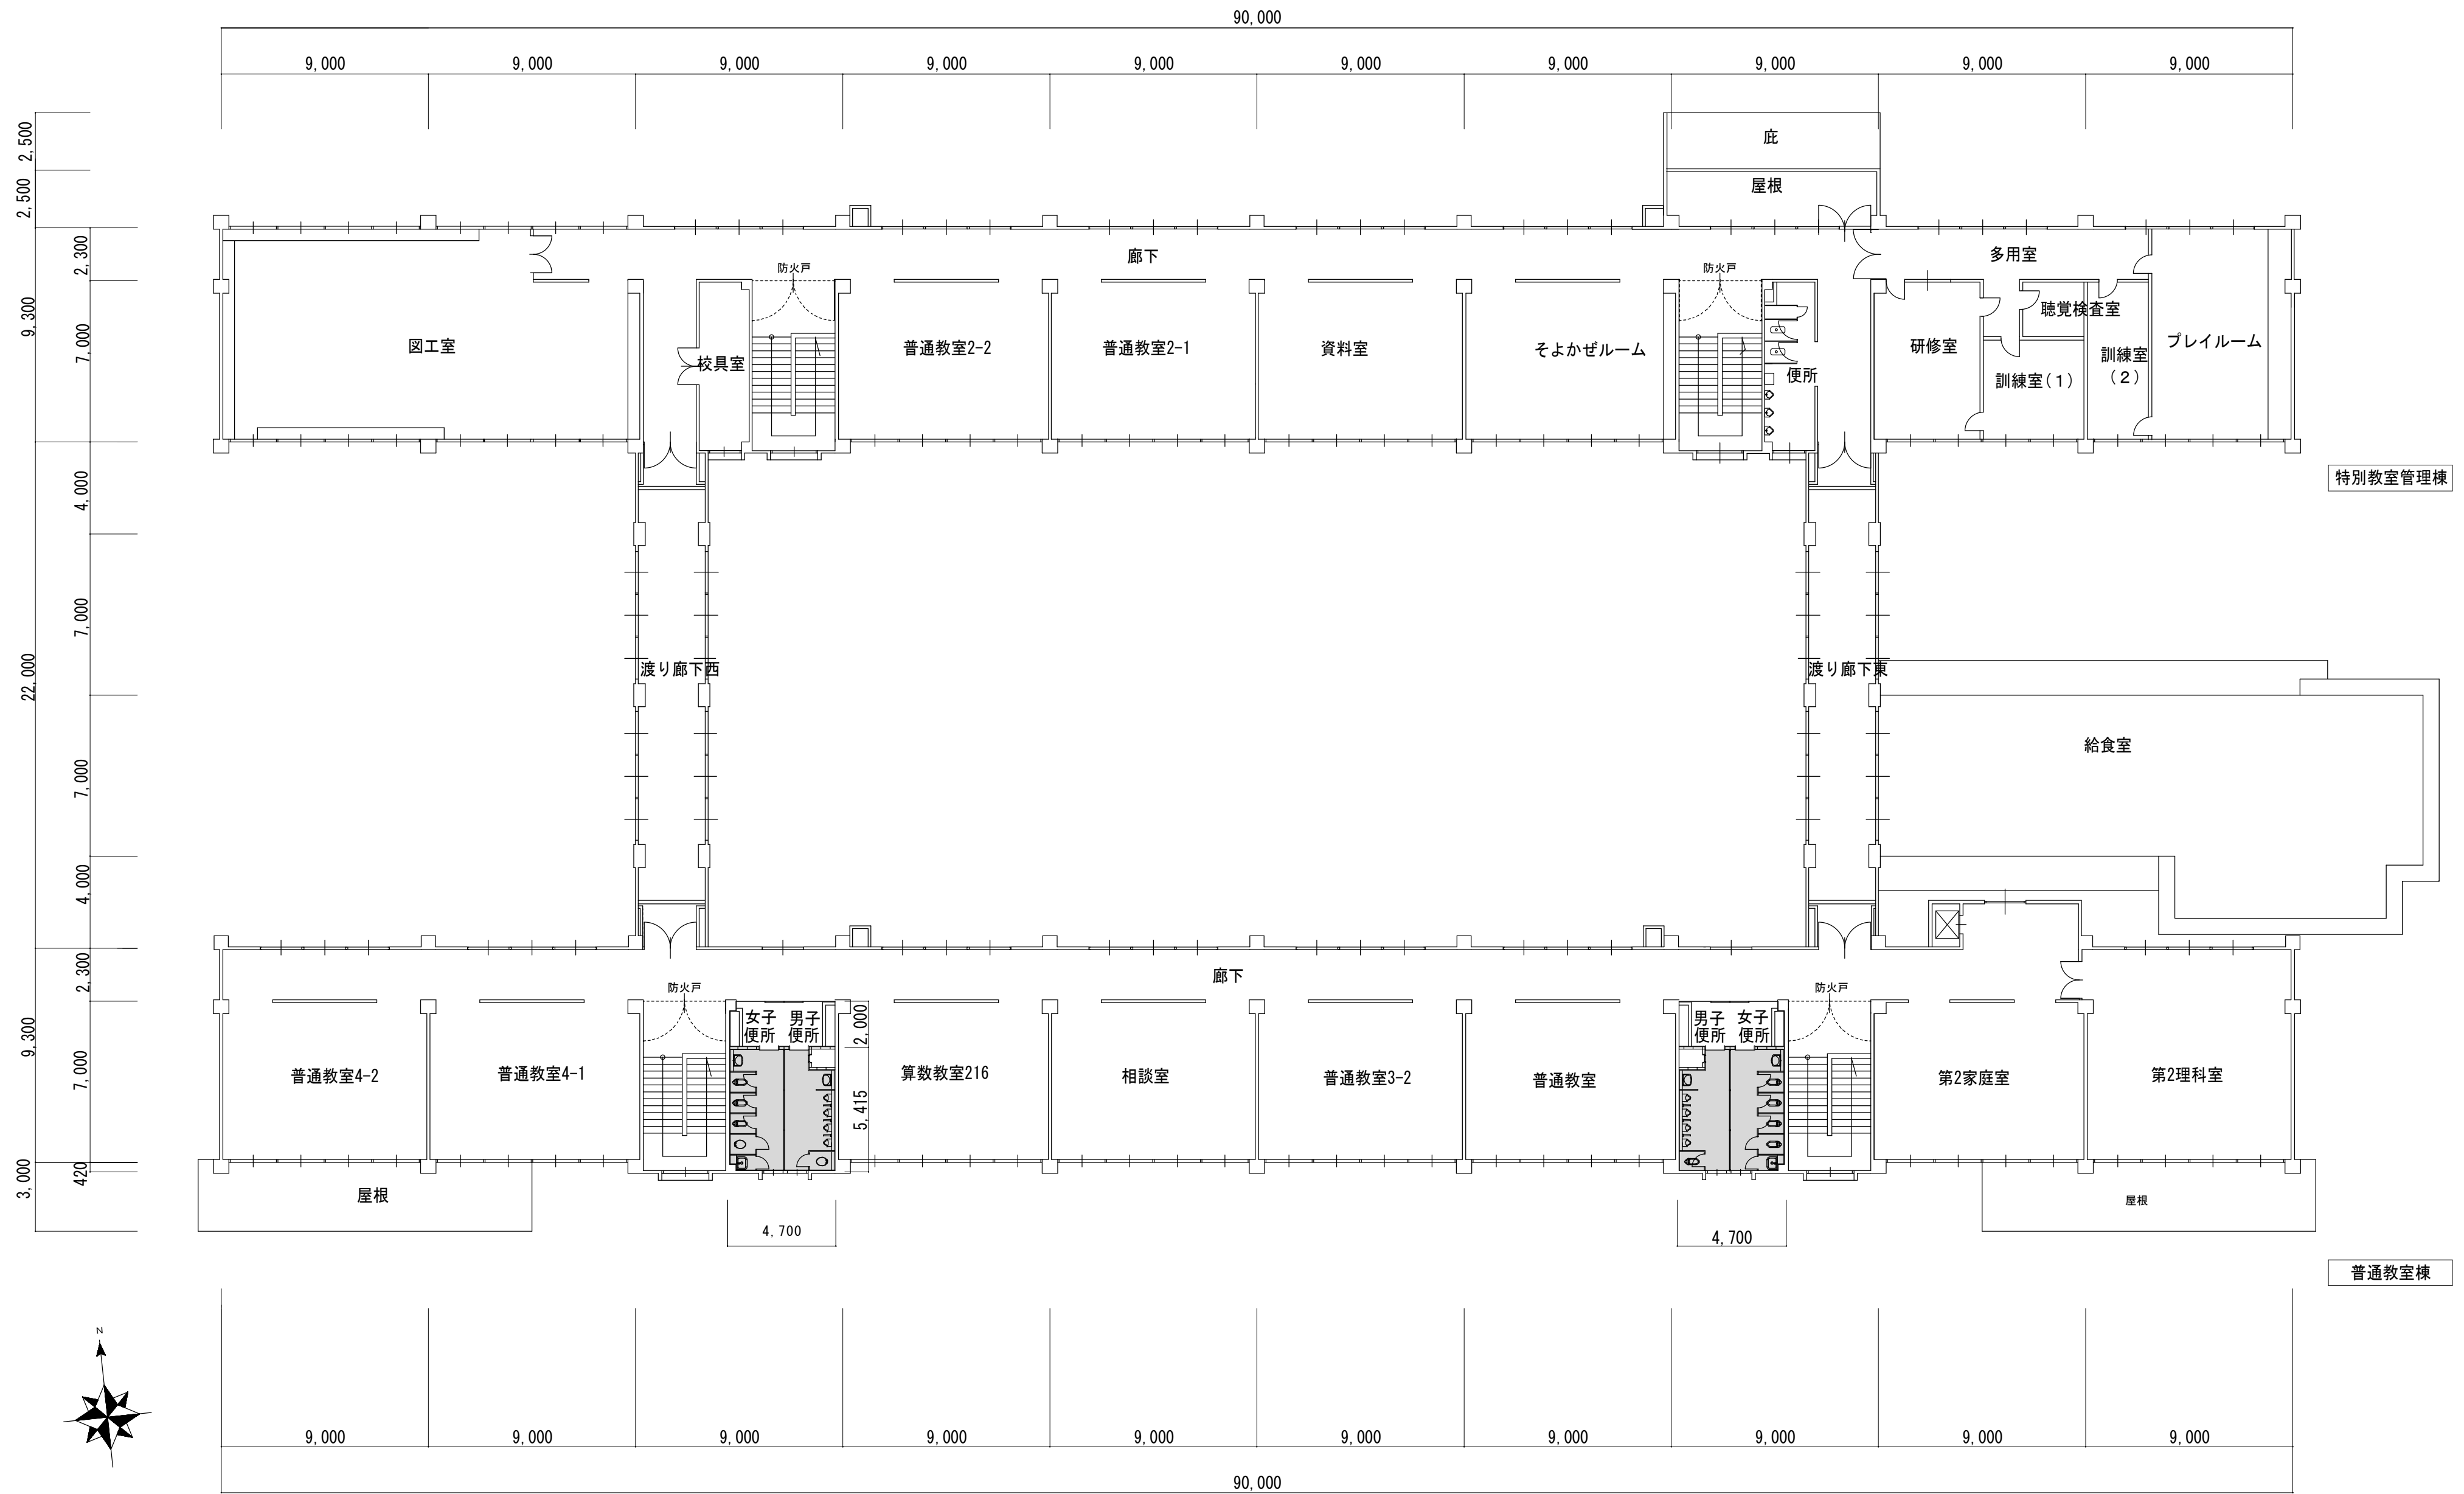 90,000
9,000 9,000 9,000 9,000 9,000 9,000 9,000 9,000 9,000 9,000
2,500
2,500
2,300
9,300
7,000
4,000
7,000
22,000
7,000
4,000
2,300
9,300
7,000
3,000
420
庇
屋根
廊下
多用室
防火戸
防火戸
聴覚検査室
図工室
校具室
普通教室2-2
普通教室2-1
資料室
そよかぜルーム
便所
研修室
訓練室(1)
訓練室
(2)
プレイルーム
特別教室管理棟
渡り廊下西
渡り廊下東
給食室
廊下
防火戸
防火戸
女子
便所
男子
便所
2,000
男子
便所
女子
便所
普通教室4-2
普通教室4-1
算数教室216
相談室
普通教室3-2
普通教室
第2家庭室
第2理科室
5,415
屋根
屋根
4,700
4,700
普通教室棟
N
9,000 9,000 9,000 9,000 9,000 9,000 9,000 9,000 9,000 9,000
90,000